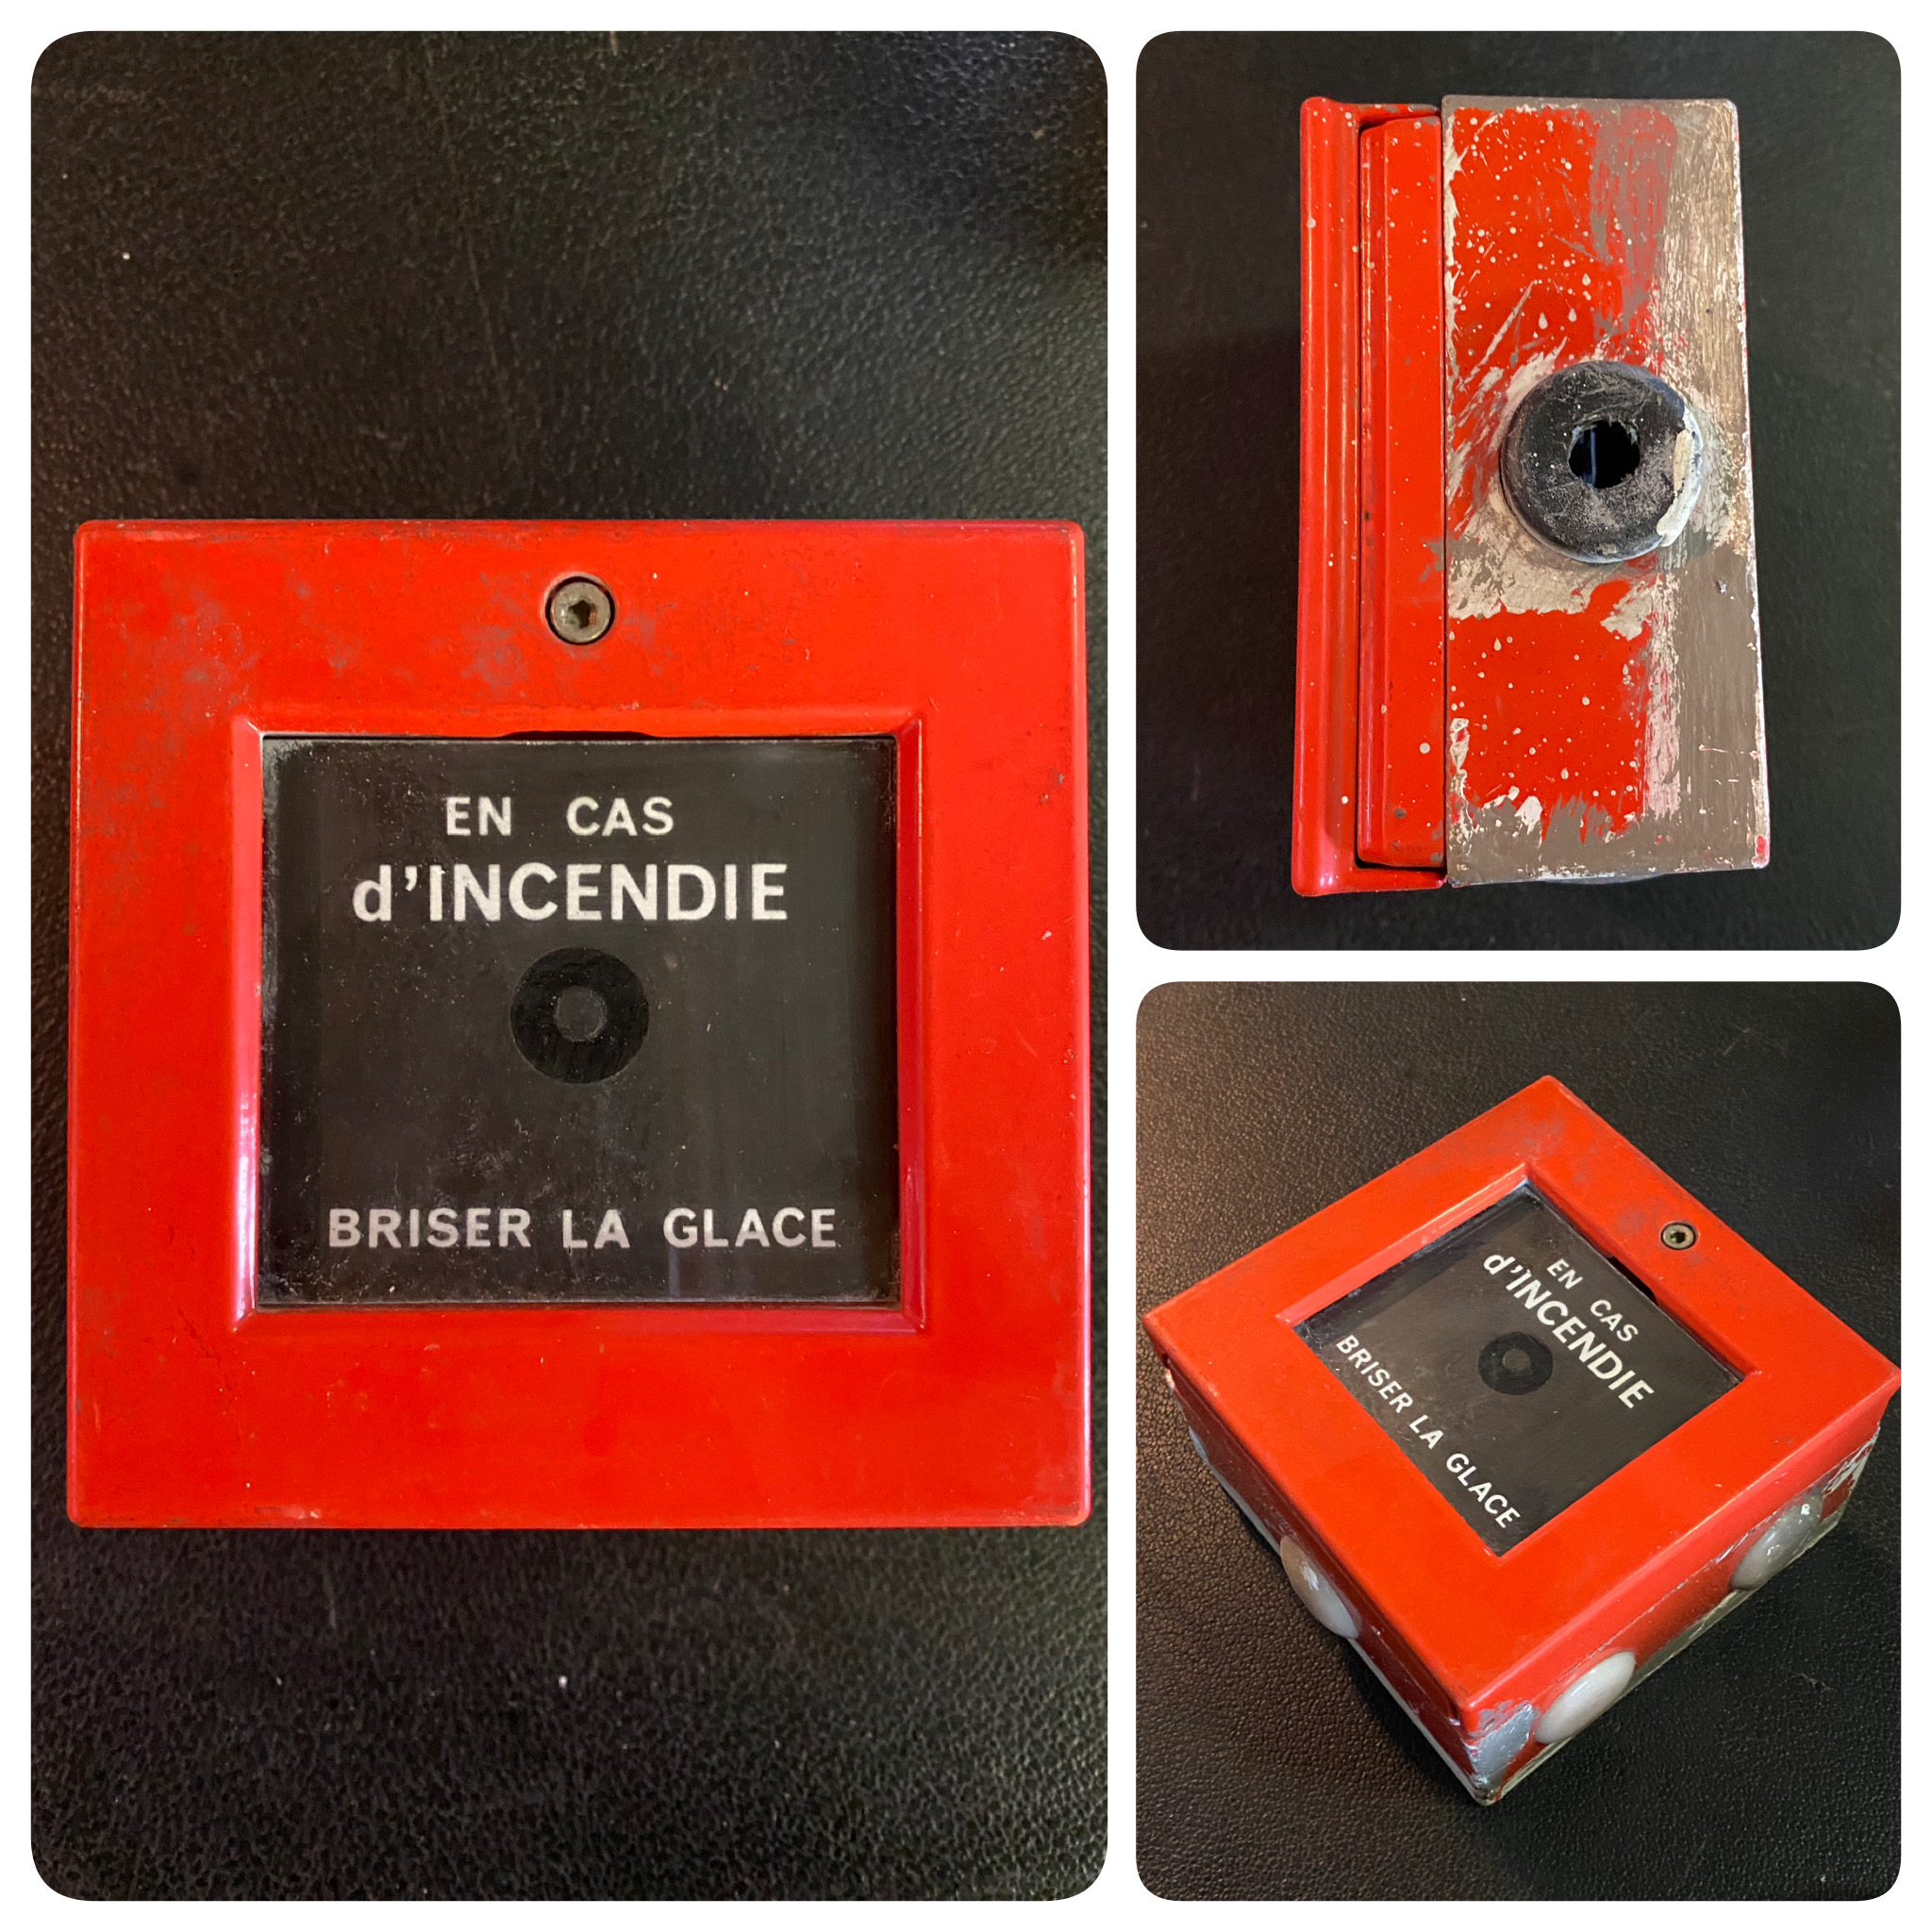 EN CAS
d'INCENDIE
BRISER LA GLACE
EN CAS
d'INCENDIE
BRISER LA GLACE